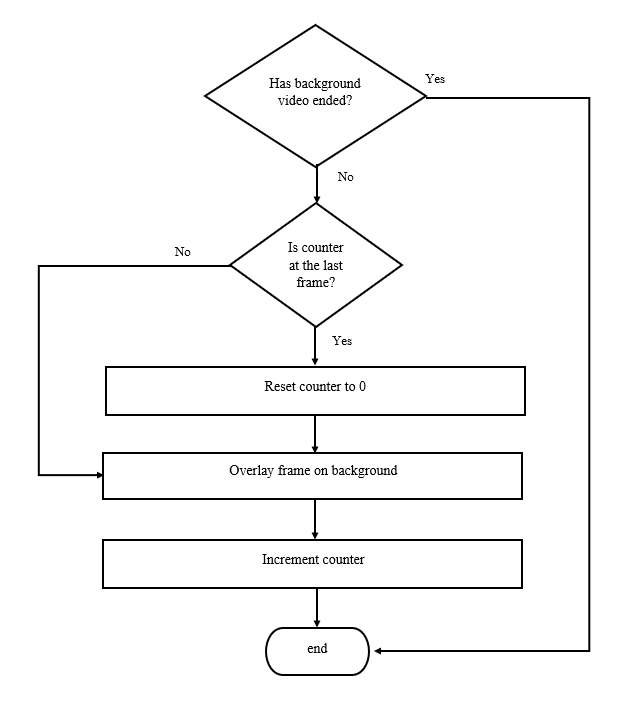 Has background
video ended?
Yes
No
Is counter
at the last
frame?
No
Yes
Reset counter to 0
Overlay frame on background
Increment counter
end